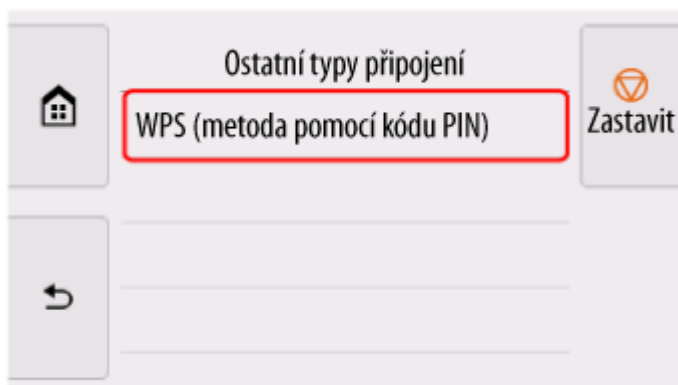 Ostatní typy připojení
WPS (metoda pomocí kódu PIN)
Zastavit